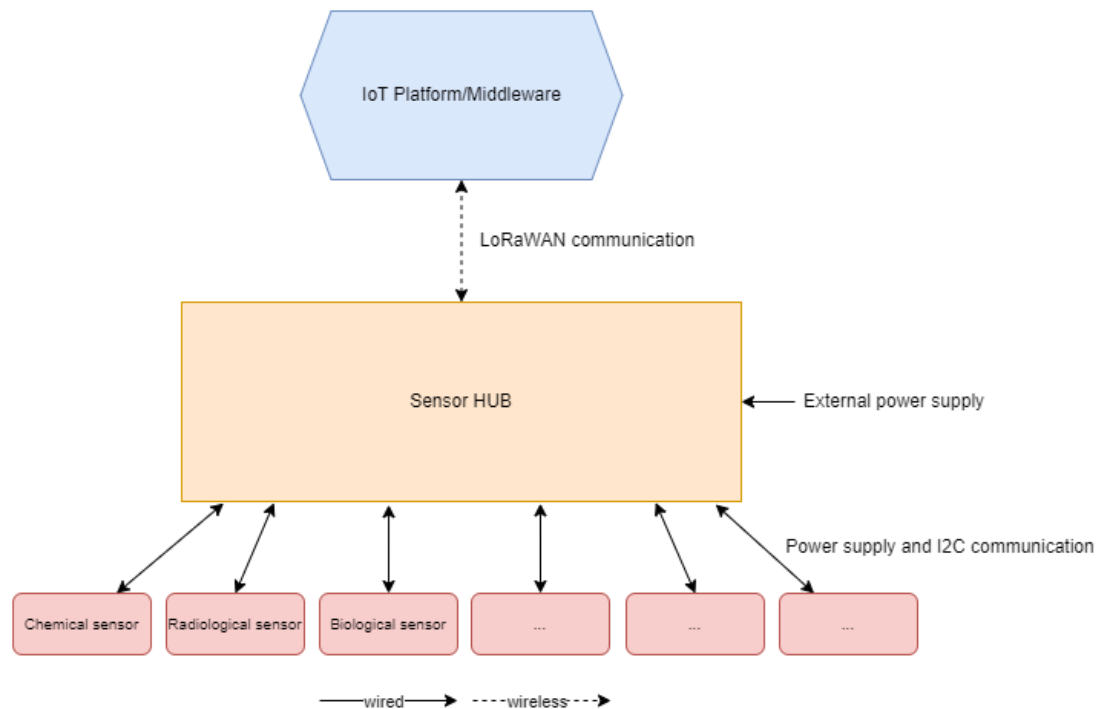 IoT Platform/Middleware
LoRaWAN communication
Sensor HUB
External power supply
Power supply and I2C communication
Chemical sensor
Radiological sensor
Biological sensor
...
...
...
wired
wireless